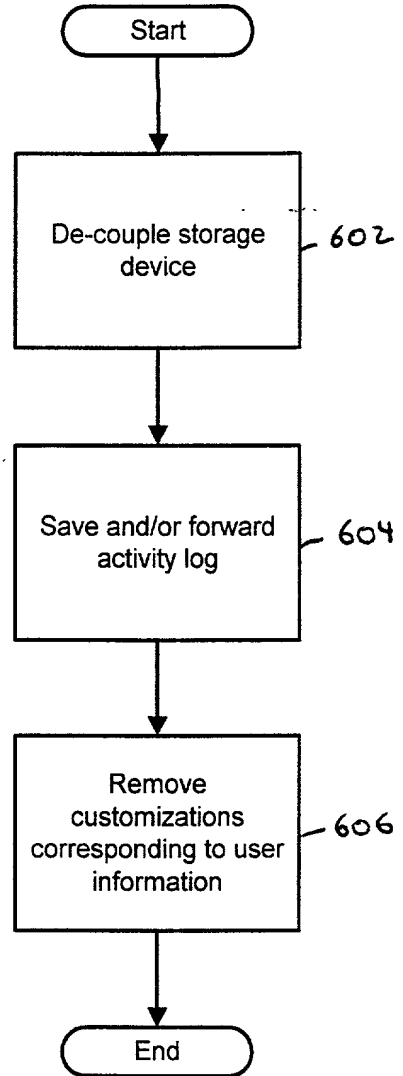 Start
De-couple storage
device
602
Save and/or forward
activity log
604
Remove
customizations
corresponding to user
information
606
End